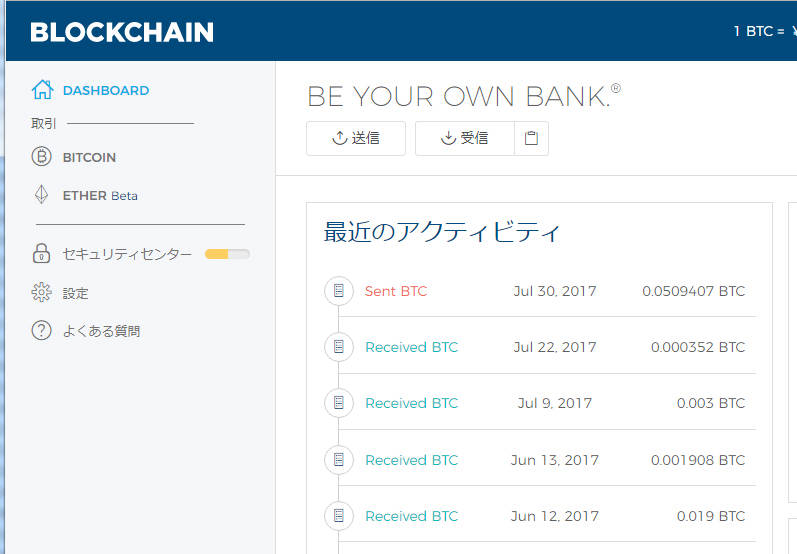 BLOCKCHAIN
1 BTC = ¥
DASHBOARD
取引
BITCOIN
ETHER Beta
セキュリティセンター
設定
よくある質問
BE YOUR OWN BANK.®
送信 受信
最近のアクティビティ
Sent BTC Jul 30, 2017 0.0509407 BTC
Received BTC Jul 22, 2017 0.000352 BTC
Received BTC Jul 9, 2017 0.003 BTC
Received BTC Jun 13, 2017 0.001908 BTC
Received BTC Jun 12, 2017 0.019 BTC